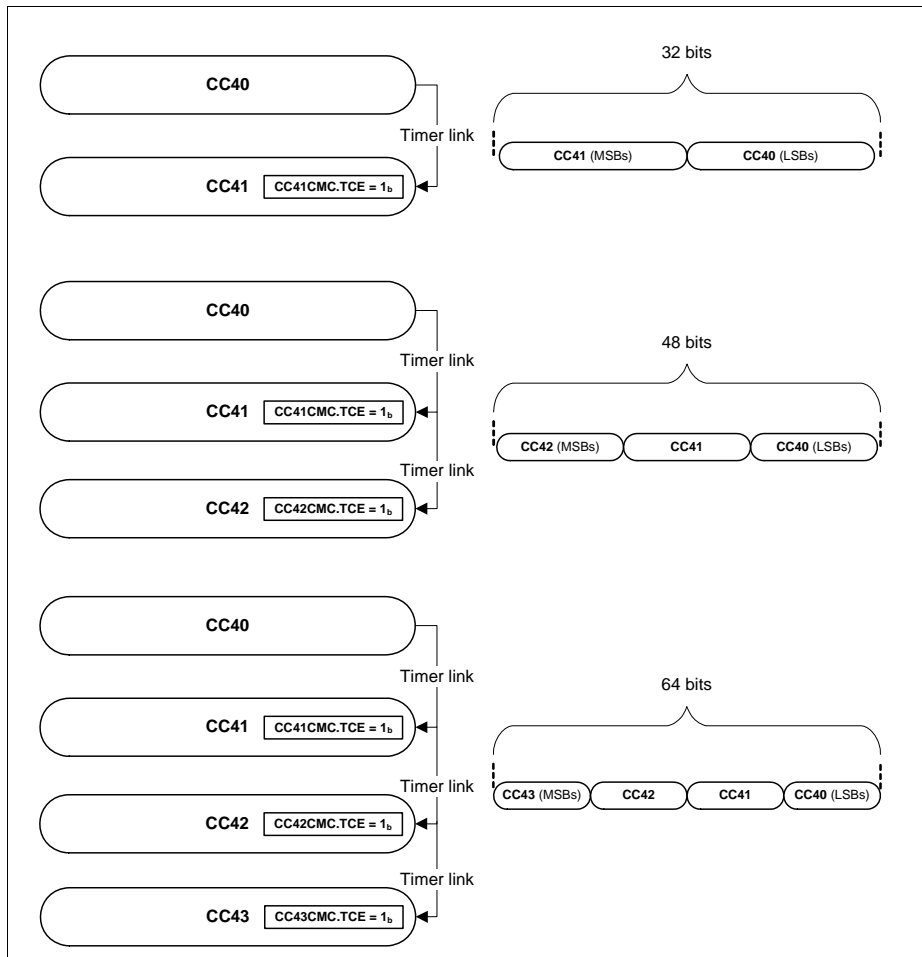 CC40
Timer link
CC41 CC41CMC.TCE = 1b
32 bits
CC41 (MSBs) CC40 (LSBs)
CC40
Timer link
CC41 CC41CMC.TCE = 1b
Timer link
CC42 CC42CMC.TCE = 1b
48 bits
CC42 (MSBs) CC41 CC40 (LSBs)
CC40
Timer link
CC41 CC41CMC.TCE = 1b
Timer link
CC42 CC42CMC.TCE = 1b
Timer link
CC43 CC43CMC.TCE = 1b
64 bits
CC43 (MSBs) CC42 CC41 CC40 (LSBs)